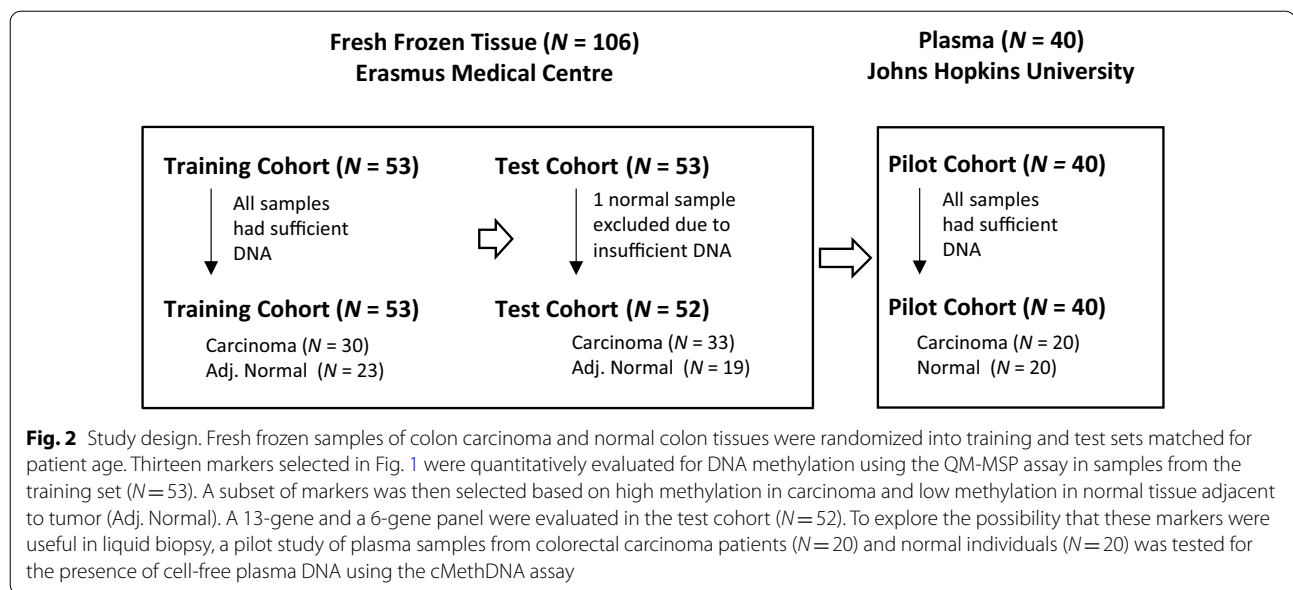 Fresh Frozen Tissue (N = 106)
Erasmus Medical Centre
Plasma (N = 40)
Johns Hopkins University
Training Cohort (N = 53)
All samples
had sufficient
DNA
Training Cohort (N = 53)
Carcinoma (N = 30)
Adj. Normal (N = 23)
Test Cohort (N = 53)
1 normal sample
excluded due to
insufficient DNA
Test Cohort (N = 52)
Carcinoma (N = 33)
Adj. Normal (N = 19)
Pilot Cohort (N = 40)
All samples
had sufficient
DNA
Pilot Cohort (N = 40)
Carcinoma (N = 20)
Normal (N = 20)
Fig. 2 Study design. Fresh frozen samples of colon carcinoma and normal colon tissues were randomized into training and test sets matched for
patient age. Thirteen markers selected in Fig. 1 were quantitatively evaluated for DNA methylation using the QM-MSP assay in samples from the
training set (N = 53). A subset of markers was then selected based on high methylation in carcinoma and low methylation in normal tissue adjacent
to tumor (Adj. Normal). A 13-gene and a 6-gene panel were evaluated in the test cohort (N = 52). To explore the possibility that these markers were
useful in liquid biopsy, a pilot study of plasma samples from colorectal carcinoma patients (N = 20) and normal individuals (N = 20) was tested for
the presence of cell-free plasma DNA using the cMethDNA assay